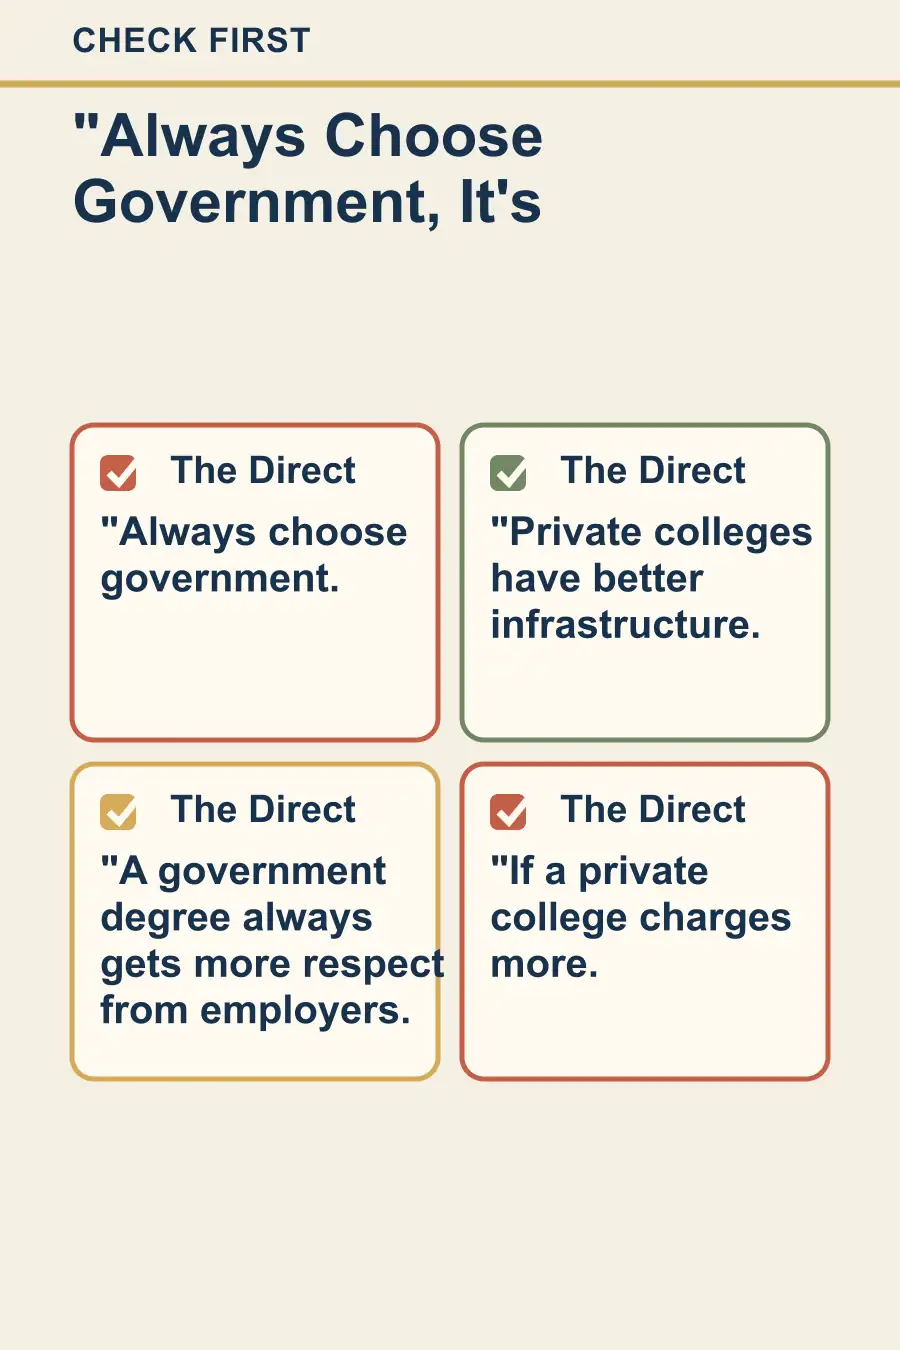 CHECK FIRST
"Always Choose
Government, It's
The Direct
"Always choose
government.
The Direct
"Private colleges
have better
infrastructure.
The Direct
"A government
degree always
gets more respect
from employers.
The Direct
"If a private
college charges
more.